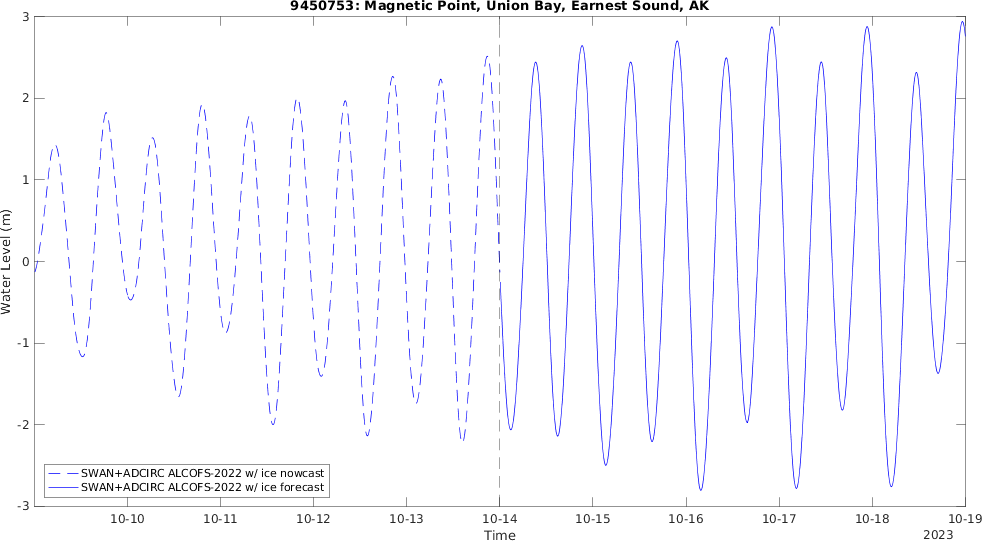 9450753: Magnetic Point, Union Bay, Earnest Sound, AK
3
2
1
0
-1
-2
-3
Water Level (m)
SWAN+ADCIRC ALCOFS-2022 w/ ice nowcast
SWAN+ADCIRC ALCOFS-2022 w/ ice forecast
10-10 10-11 10-12 10-13 10-14 10-15 10-16 10-17 10-18 10-19
Time
2023